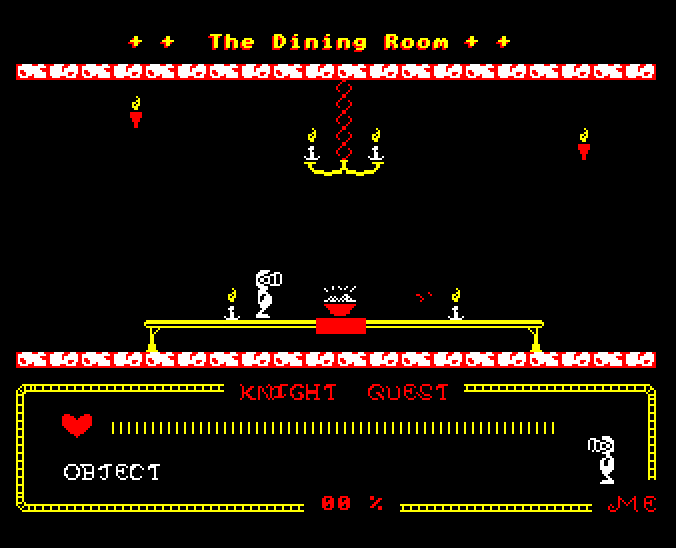 + + The Dining Room + +
KNIGHT QUEST
OBJECT
00 %
ME